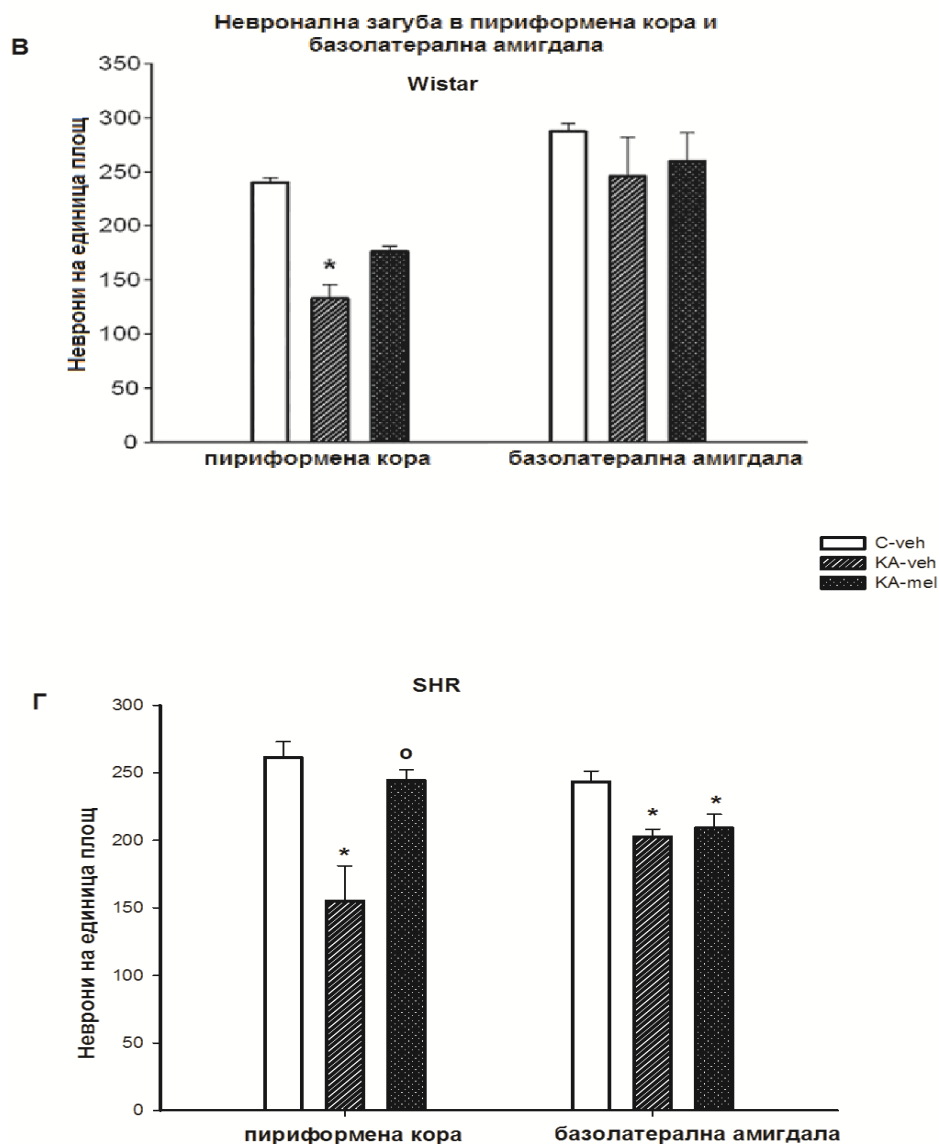 Невронална загуба в пириформена кора и
базолатерална амигдала
В
Wistar
Неврони на единица площ
350
300
250
200
150
100
50
0
*
пириформена кора
базолатерална амигдала
C-veh
KA-veh
KA-mel
Г
SHR
Неврони на единица площ
300
250
200
150
100
50
0
*
o
*
*
пириформена кора
базолатерална амигдала